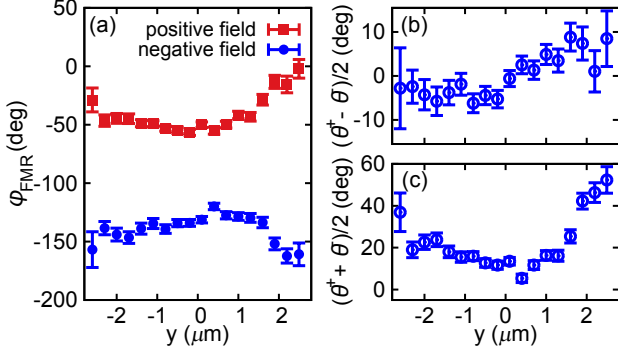 (a)
positive field
negative field
φFMR (deg)
0
-50
-100
-150
-200
-2
-1
0
1
2
y (μm)
(b)
(θ⁺- θ⁻)/2 (deg)
10
0
-10
(c)
(θ⁺+ θ⁻)/2 (deg)
60
40
20
0
-2
-1
0
1
2
y (μm)